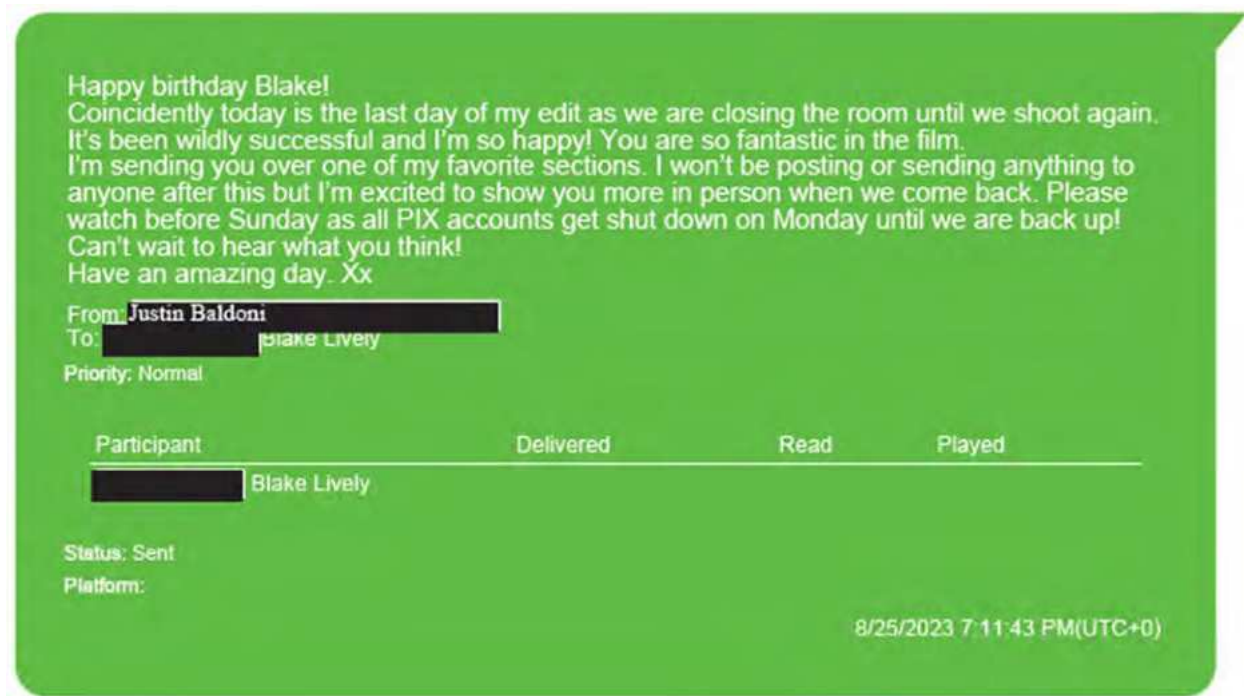 Happy birthday Blake!
Coincidently today is the last day of my edit as we are closing the room until we shoot again.
It's been wildly successful and I'm so happy! You are so fantastic in the film.
I'm sending you over one of my favorite sections. I won't be posting or sending anything to
anyone after this but I'm excited to show you more in person when we come back. Please
watch before Sunday as all PIX accounts get shut down on Monday until we are back up!
Can't wait to hear what you think!
Have an amazing day. Xx
From: Justin Baldoni
To: Blake Lively
Priority: Normal
Participant Delivered Read Played
Blake Lively
Status: Sent
Platform:
8/25/2023 7:11:43 PM(UTC+0)